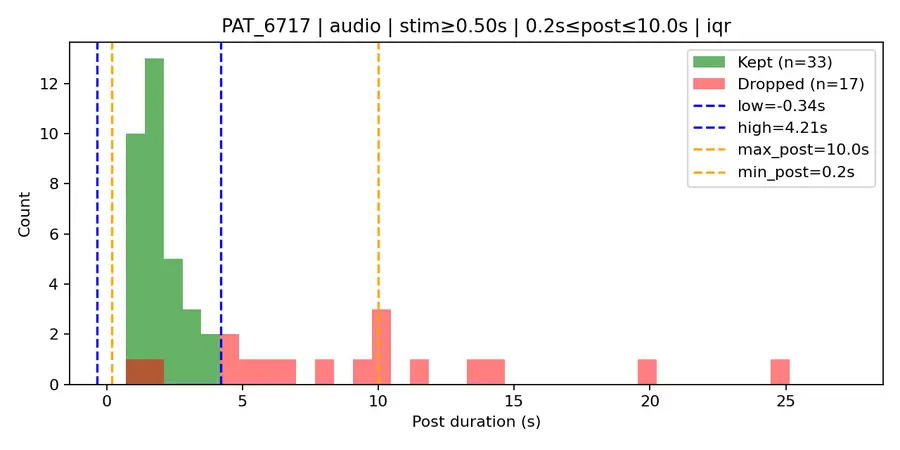 PAT_6717 | audio | stim≥0.50s | 0.2s≤post≤10.0s | iqr
Kept (n=33)
Dropped (n=17)
low=-0.34s
high=4.21s
max_post=10.0s
min_post=0.2s
12
10
8
6
4
2
0
Count
0 5 10 15 20 25
Post duration (s)